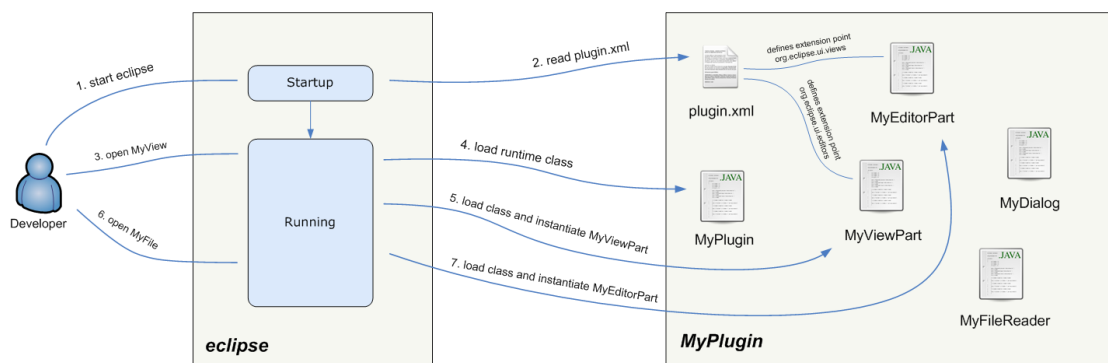 1. start eclipse
Startup
2. read plugin.xml
plugin.xml
defines extension point
org.eclipse.ui.views
JAVA
MyEditorPart
defines extension point
org.eclipse.ui.editors
JAVA
MyDialog
3. open MyView
Developer
6. open MyFile
Running
4. load runtime class
JAVA
MyPlugin
5. load class and instantiate MyViewPart
JAVA
MyViewPart
7. load class and instantiate MyEditorPart
JAVA
MyFileReader
eclipse
MyPlugin